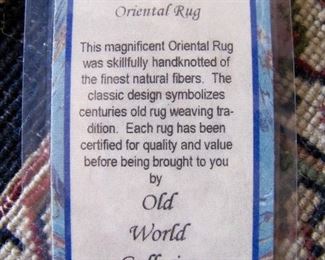 Oriental Rug
This magnificent Oriental Rug
was skillfully handknotted of
the finest natural fibers.  The
classic design symbolizes
centuries old rug weaving tra-
dition.  Each rug has been
certified for quality and value
before being brought to you
by
Old
World